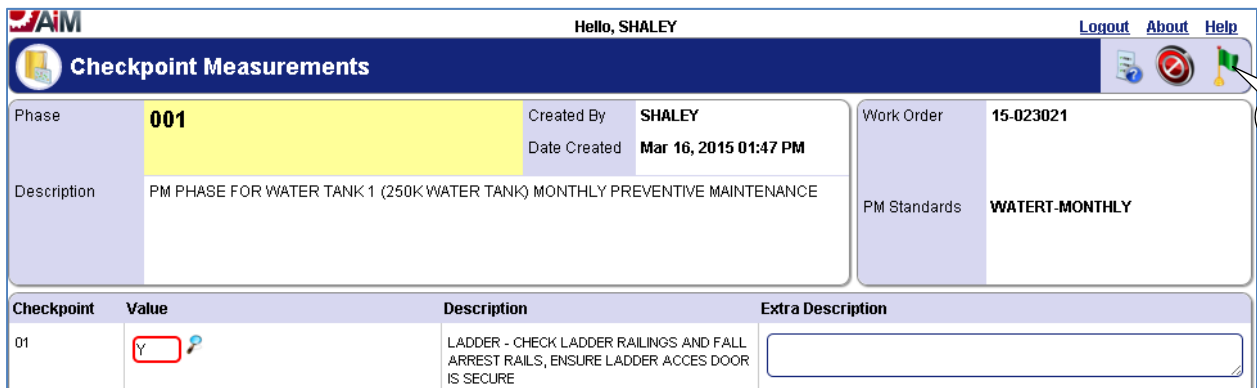 AiM
Hello, SHALEY
Logout About Help
Checkpoint Measurements
Phase 001 Created By SHALEY Work Order 15-023021
Date Created Mar 16, 2015 01:47 PM
Description PM PHASE FOR WATER TANK 1 (250K WATER TANK) MONTHLY PREVENTIVE MAINTENANCE
PM Standards WATERT-MONTHLY
Checkpoint Value Description Extra Description
01 Y LADDER - CHECK LADDER RAILINGS AND FALL
ARREST RAILS, ENSURE LADDER ACCES DOOR
IS SECURE